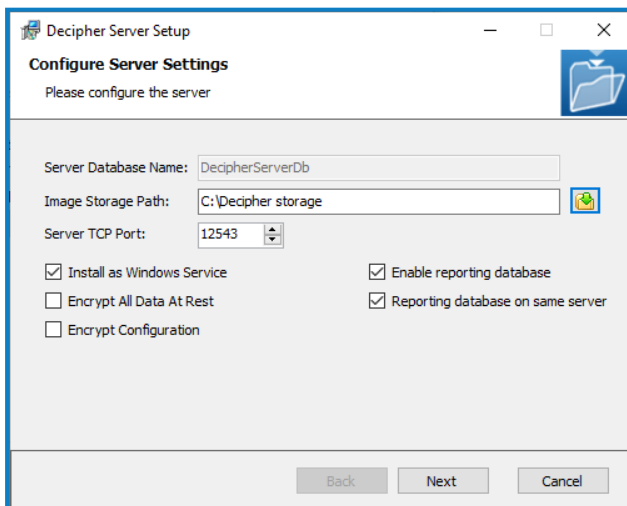 Decipher Server Setup
Configure Server Settings
Please configure the server
Server Database Name: DecipherServerDb
Image Storage Path: C:\Decipher storage
Server TCP Port: 12543
Install as Windows Service
Enable reporting database
Encrypt All Data At Rest
Reporting database on same server
Encrypt Configuration
Back Next Cancel